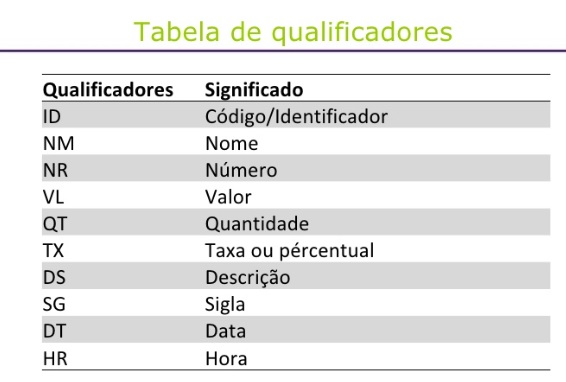 Tabela de qualificadores
Qualificadores Significado
ID Código/Identificador
NM Nome
NR Número
VL Valor
QT Quantidade
TX Taxa ou pércentual
DS Descrição
SG Sigla
DT Data
HR Hora